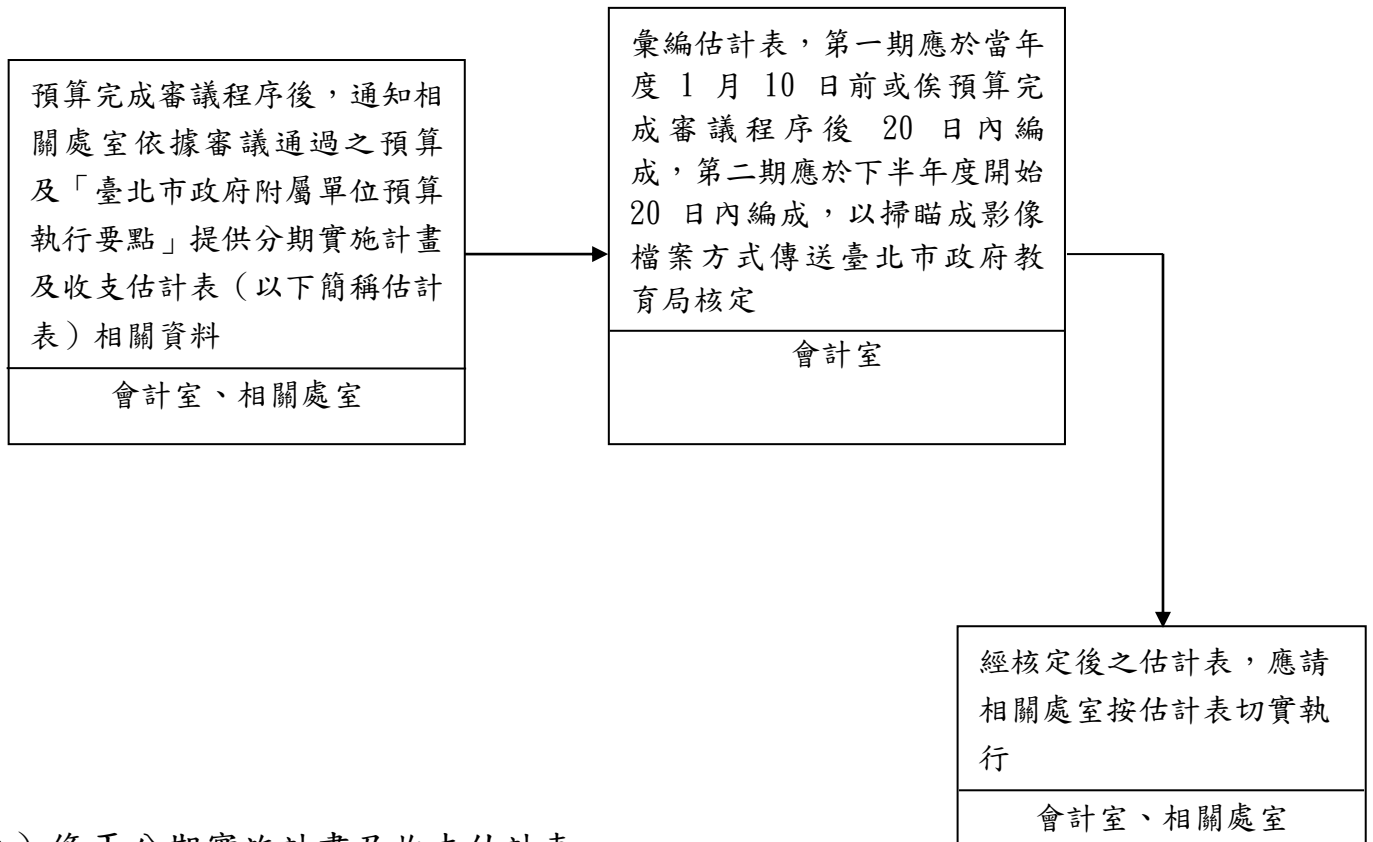 預算完成審議程序後，通知相
關處室依據審議通過之預算
及「臺北市政府附屬單位預算
執行要點」提供分期實施計畫
及收支估計表（以下簡稱估計
表）相關資料
會計室、相關處室
彙編估計表，第一期應於當年
度 1 月 10 日前或俟預算完
成審議程序後 20 日內編
成，第二期應於下半年度開始
20 日內編成，以掃瞄成影像
檔案方式傳送臺北市政府教
育局核定
會計室
經核定後之估計表，應請
相關處室按估計表切實執
行
會計室、相關處室